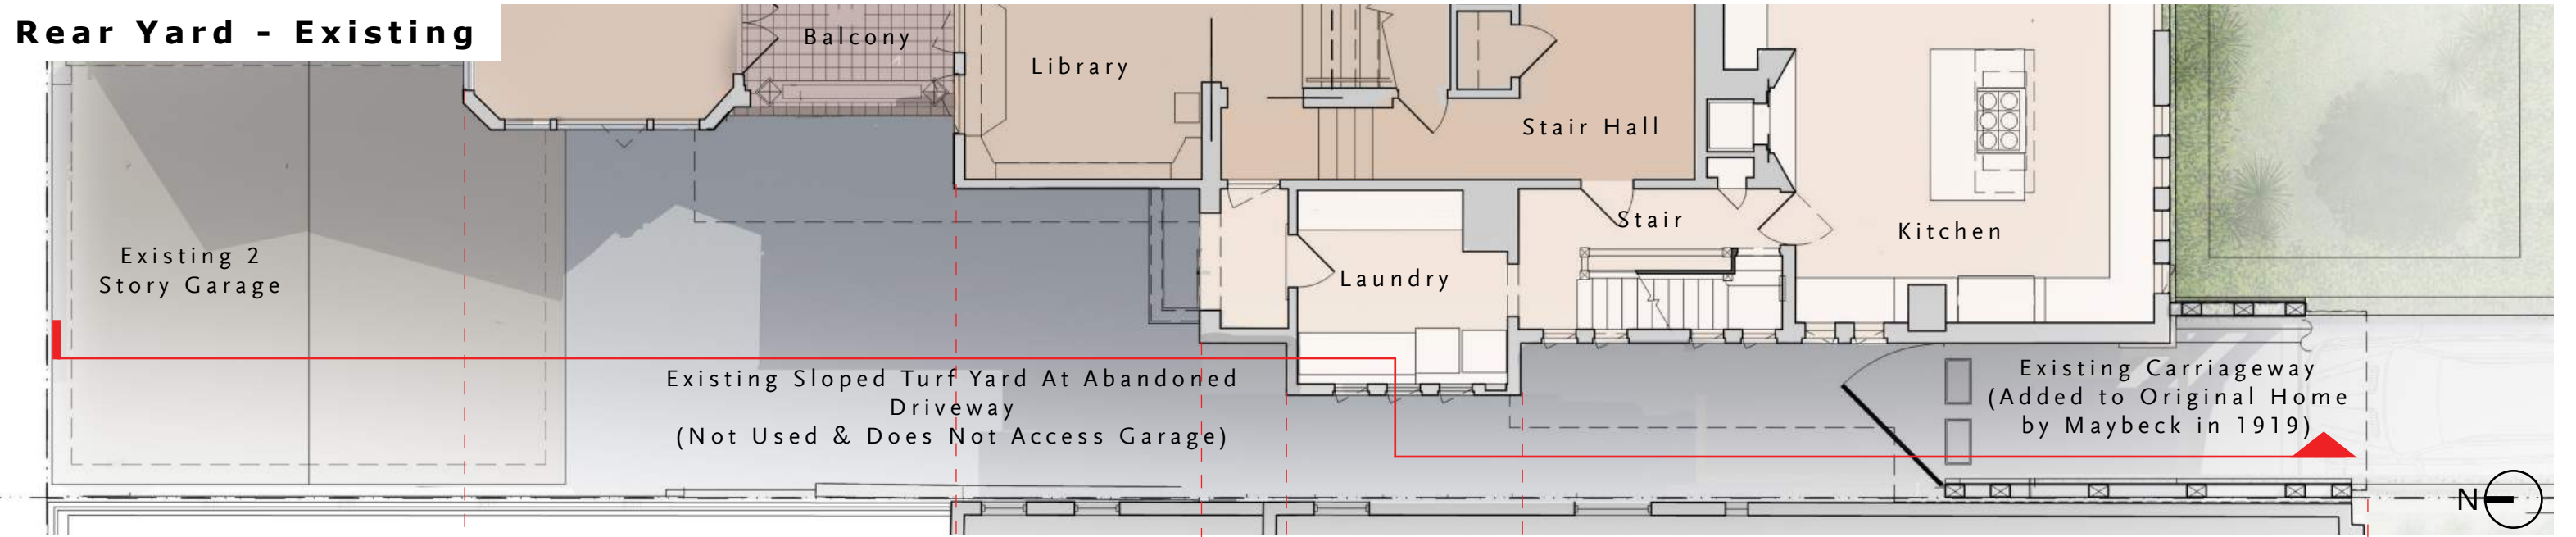 Rear Yard - Existing
Balcony
Library
Stair Hall
Stair
Kitchen
Existing 2
Story Garage
Laundry
Existing Sloped Turf Yard At Abandoned
Driveway
(Not Used & Does Not Access Garage)
Existing Carriageway
(Added to Original Home
by Maybeck in 1919)
N